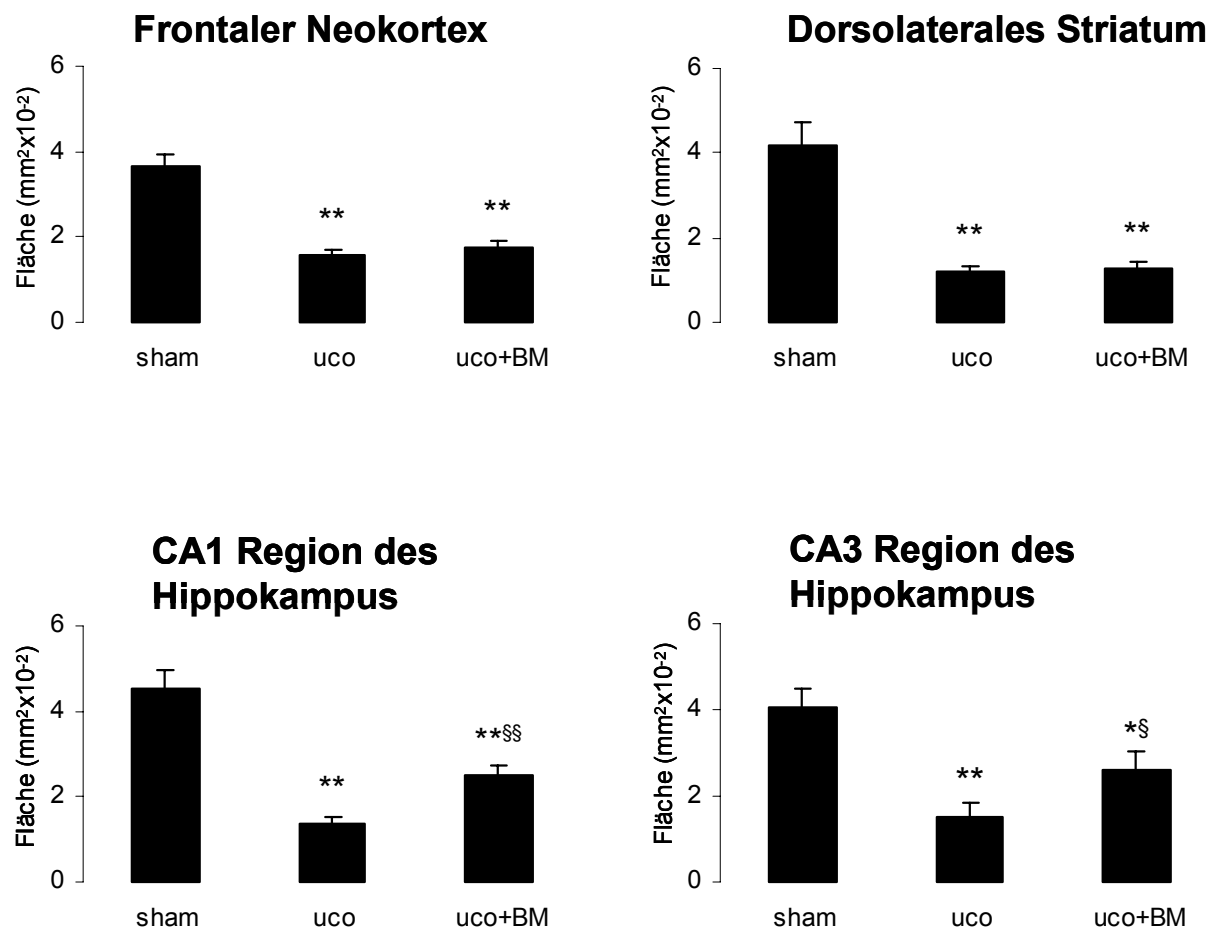 Frontaler Neokortex
Fläche (mm²x10⁻²)
6
4
2
0
**
**
sham uco uco+BM
Dorsolaterales Striatum
Fläche (mm²x10⁻²)
6
4
2
0
**
**
sham uco uco+BM
CA1 Region des
Hippokampus
Fläche (mm²x10⁻²)
6
4
2
0
**§§
**
sham uco uco+BM
CA3 Region des
Hippokampus
Fläche (mm²x10⁻²)
6
4
2
0
*§
**
sham uco uco+BM